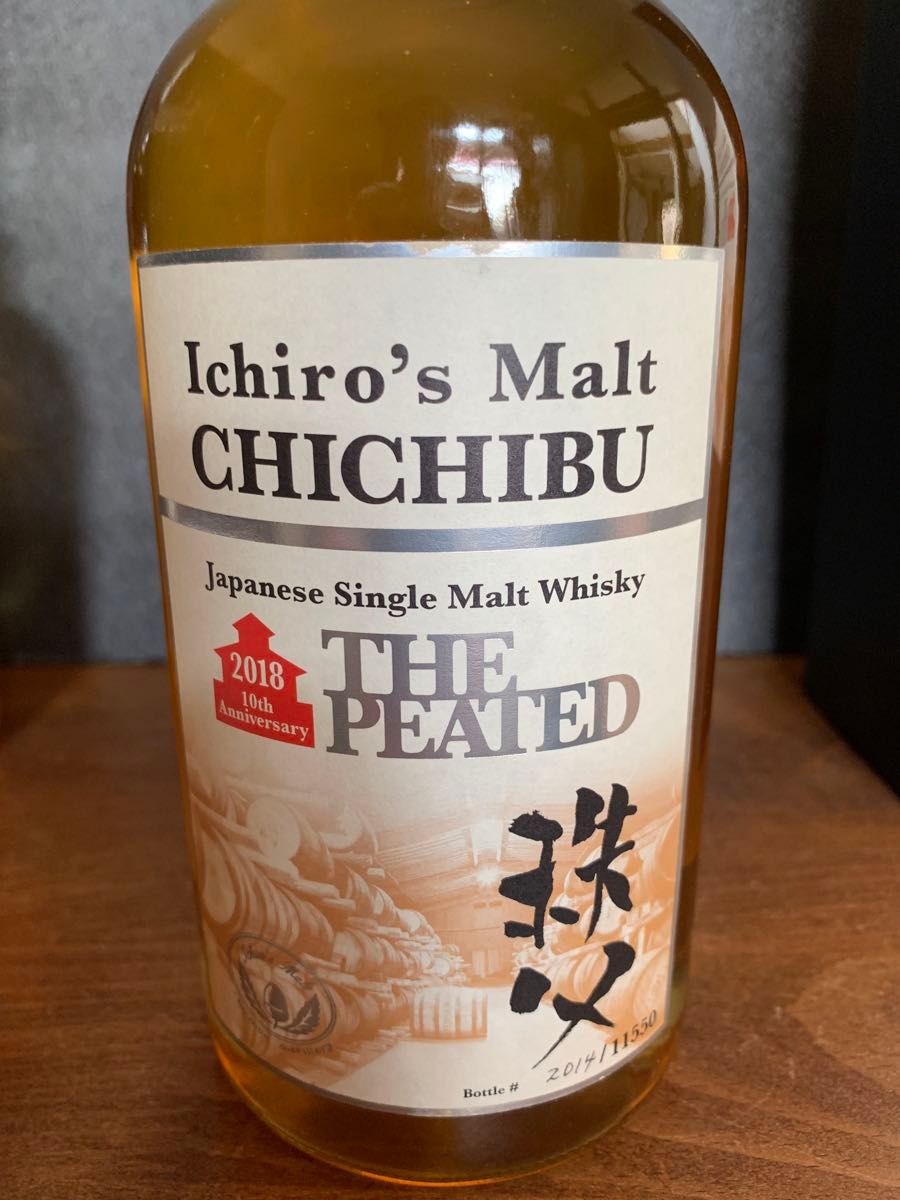 Ichiro's Malt
CHICHIBU
Japanese Single Malt Whisky
2018
10th
Anniversary
THE
PEATED
秩父
Bottle # 2014/11550